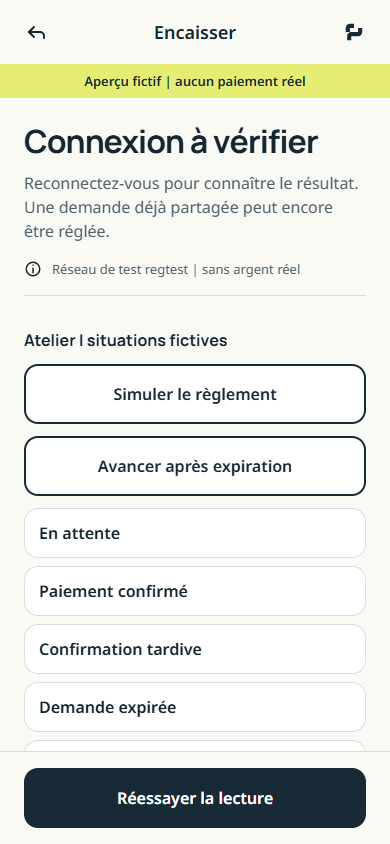 Encaisser
Aperçu fictif | aucun paiement réel
Connexion à vérifier
Reconnectez-vous pour connaître le résultat.
Une demande déjà partagée peut encore
être réglée.
Réseau de test regtest | sans argent réel
Atelier | situations fictives
Simuler le règlement
Avancer après expiration
En attente
Paiement confirmé
Confirmation tardive
Demande expirée
Réessayer la lecture